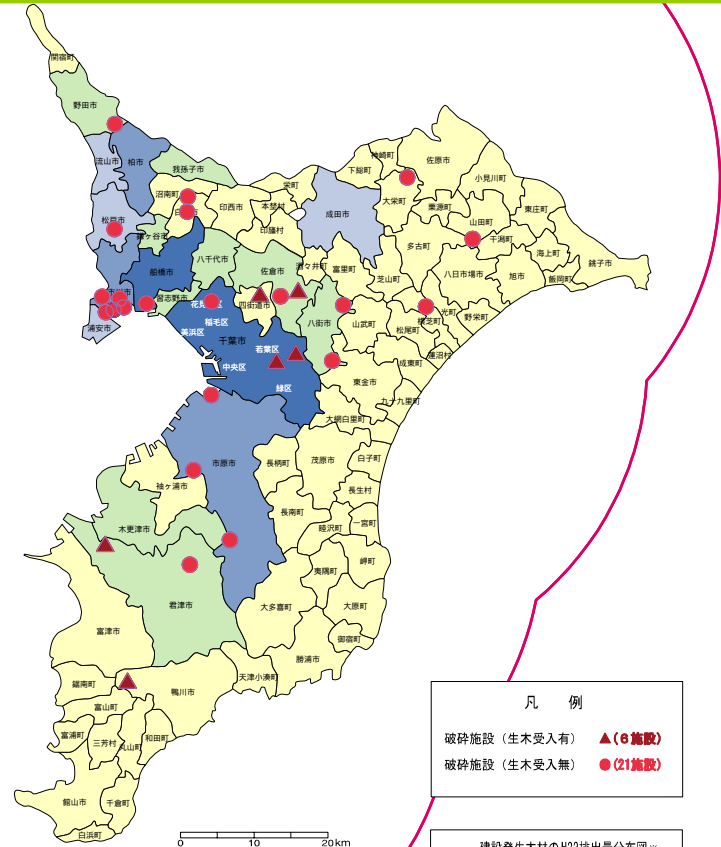 関宿町
野田市
流山市
柏市
我孫子市
沼南町
松戸市
印西市
本埜村
栄町
印旛村
成田市
下総町
神崎町
大栄町
佐原市
小見川町
栗源町
山田町
東庄町
干潟町
海上町
銚子市
飯岡町
旭市
八日市場市
多古町
芝山町
富里町
酒々井町
佐倉市
八千代市
船橋市
習志野市
浦安市
四街道市
八街市
山武町
横芝町
光町
野栄町
松尾町
蓮沼村
成東町
稲毛区
美浜区
千葉市
若葉区
中央区
緑区
東金市
九十九里町
大網白里町
市原市
長柄町
茂原市
白子町
長生村
長南町
一宮町
睦沢町
岬町
夷隅町
袖ヶ浦市
木更津市
君津市
富津市
大多喜町
大原町
御宿町
勝浦市
天津小湊町
鴨川市
鋸南町
富山町
富浦町
三芳村
丸山町
和田町
館山市
千倉町
白浜町
凡 例
破砕施設（生木受入有） ▲(6施設)
破砕施設（生木受入無） ●(21施設)
0 10 20km